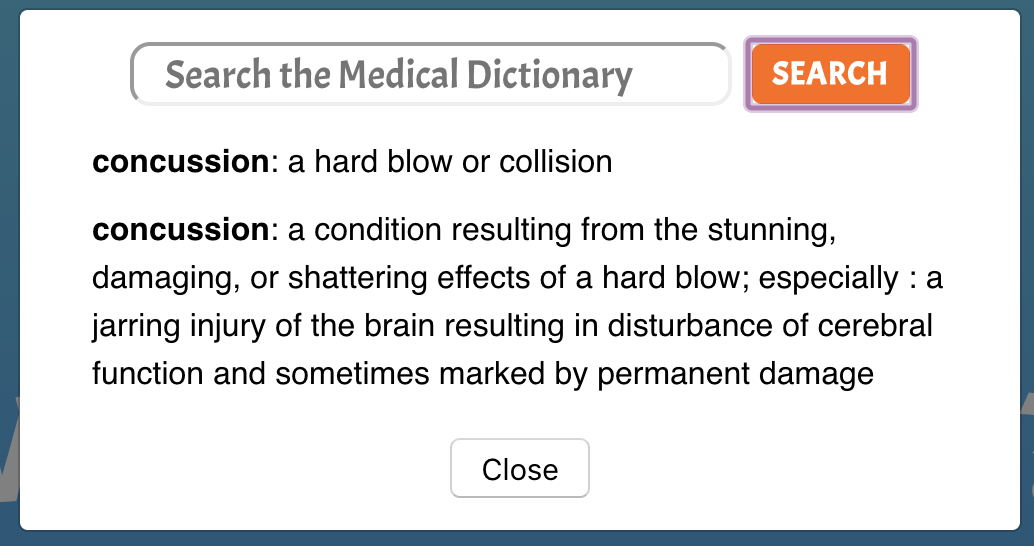 Search the Medical Dictionary
SEARCH
concussion: a hard blow or collision
concussion: a condition resulting from the stunning,
damaging, or shattering effects of a hard blow; especially : a
jarring injury of the brain resulting in disturbance of cerebral
function and sometimes marked by permanent damage
Close